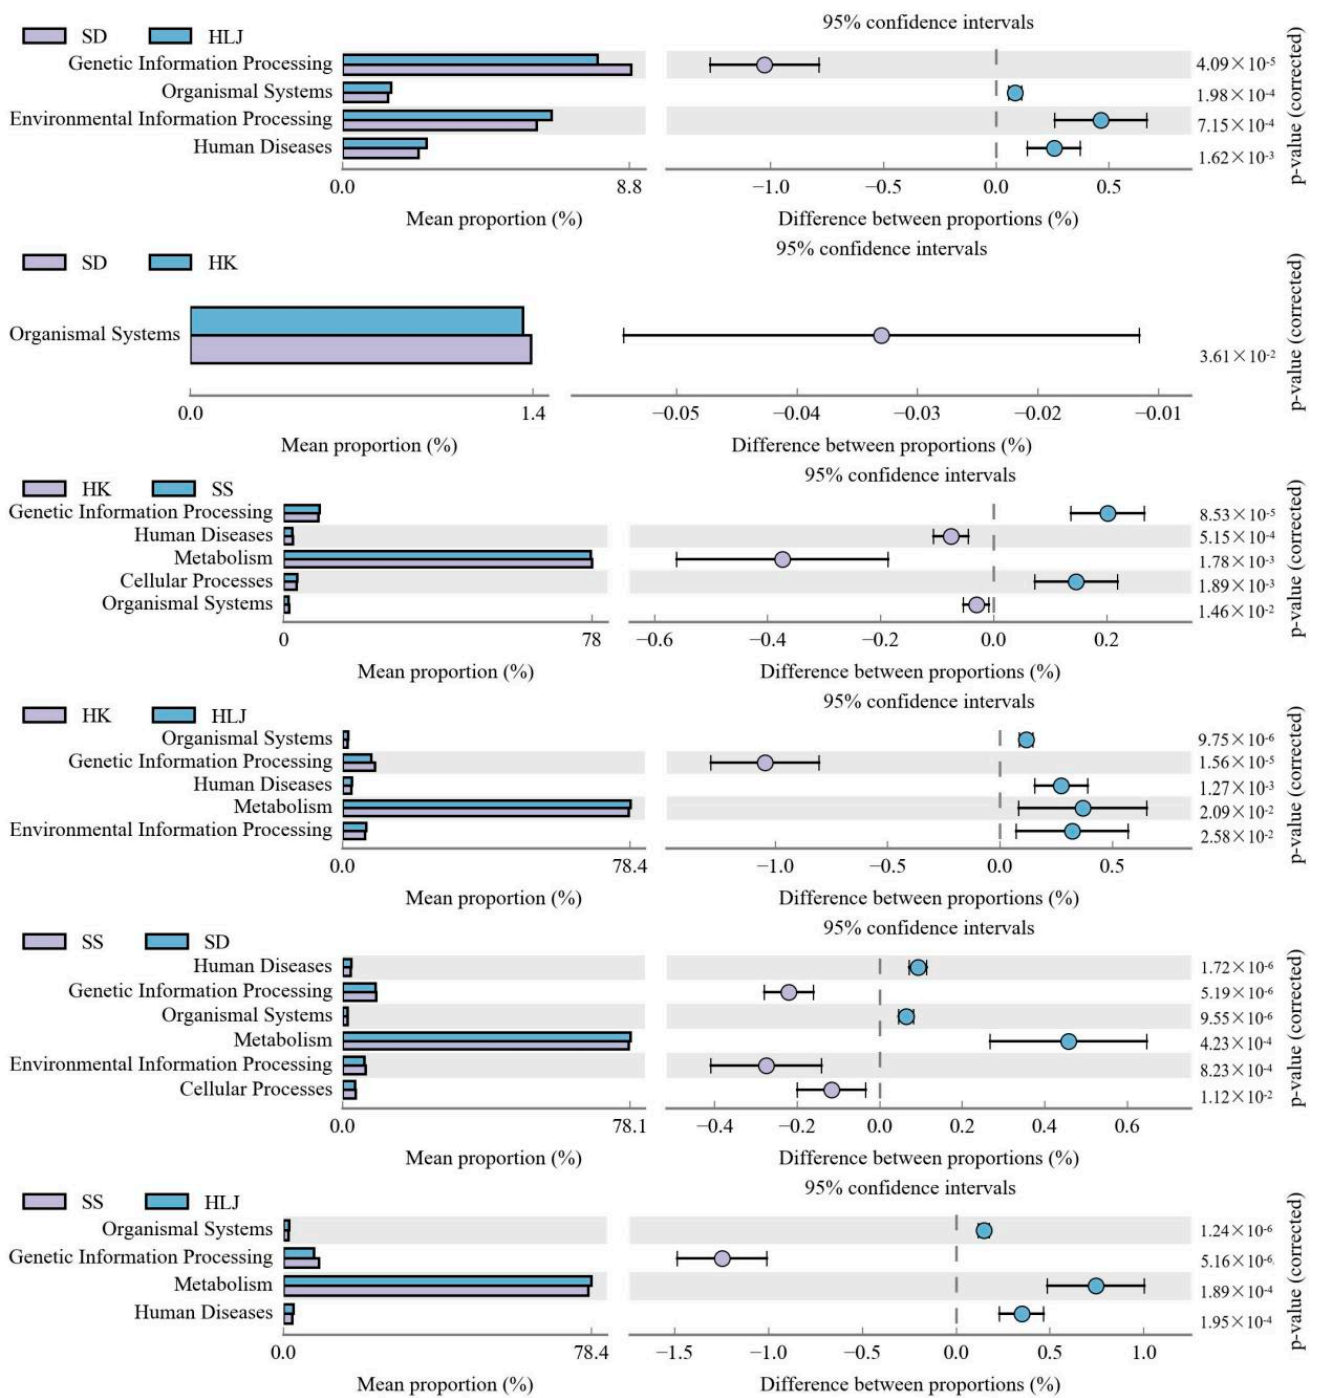 95% confidence intervals
SD HLJ
Genetic Information Processing 4.09×10-5
Organismal Systems 1.98×10-4
Environmental Information Processing 7.15×10-4
Human Diseases 1.62×10-3
p-value (corrected)
0.0 8.8 −1.0 −0.5 0.0 0.5
Mean proportion (%) Difference between proportions (%)
95% confidence intervals
SD HK
Organismal Systems 3.61×10-2
p-value (corrected)
0.0 1.4 −0.05 −0.04 −0.03 −0.02 −0.01
Mean proportion (%) Difference between proportions (%)
95% confidence intervals
HK SS
Genetic Information Processing 8.53×10-5
Human Diseases 5.15×10-4
Metabolism 1.78×10-3
Cellular Processes 1.89×10-3
Organismal Systems 1.46×10-2
p-value (corrected)
0 78 −0.6 −0.4 −0.2 0.0 0.2
Mean proportion (%) Difference between proportions (%)
95% confidence intervals
HK HLJ
Organismal Systems 9.75×10-6
Genetic Information Processing 1.56×10-5
Human Diseases 1.27×10-3
Metabolism 2.09×10-2
Environmental Information Processing 2.58×10-2
p-value (corrected)
0.0 78.4 −1.0 −0.5 0.0 0.5
Mean proportion (%) Difference between proportions (%)
95% confidence intervals
SS SD
Human Diseases 1.72×10-6
Genetic Information Processing 5.19×10-6
Organismal Systems 9.55×10-6
Metabolism 4.23×10-4
Environmental Information Processing 8.23×10-4
Cellular Processes 1.12×10-2
p-value (corrected)
0.0 78.1 −0.4 −0.2 0.0 0.2 0.4 0.6
Mean proportion (%) Difference between proportions (%)
95% confidence intervals
SS HLJ
Organismal Systems 1.24×10-6
Genetic Information Processing 5.16×10-6
Metabolism 1.89×10-4
Human Diseases 1.95×10-4
p-value (corrected)
0.0 78.4 −1.5 −1.0 −0.5 0.0 0.5 1.0
Mean proportion (%) Difference between proportions (%)